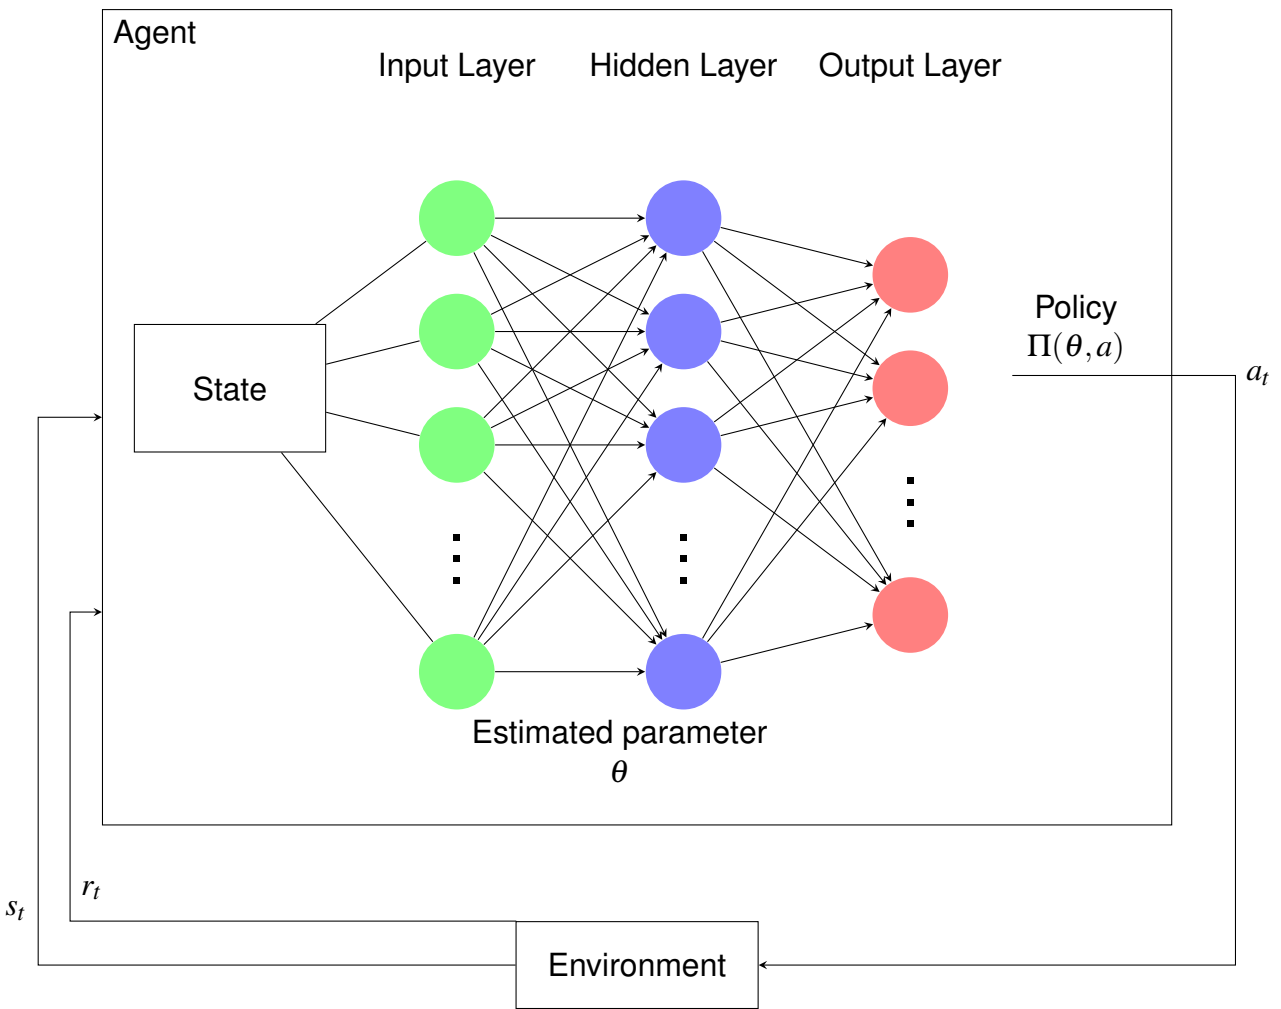 Agent
Input Layer
Hidden Layer
Output Layer
Policy
Π(θ, a)
a_t
State
Estimated parameter
θ
r_t
s_t
Environment